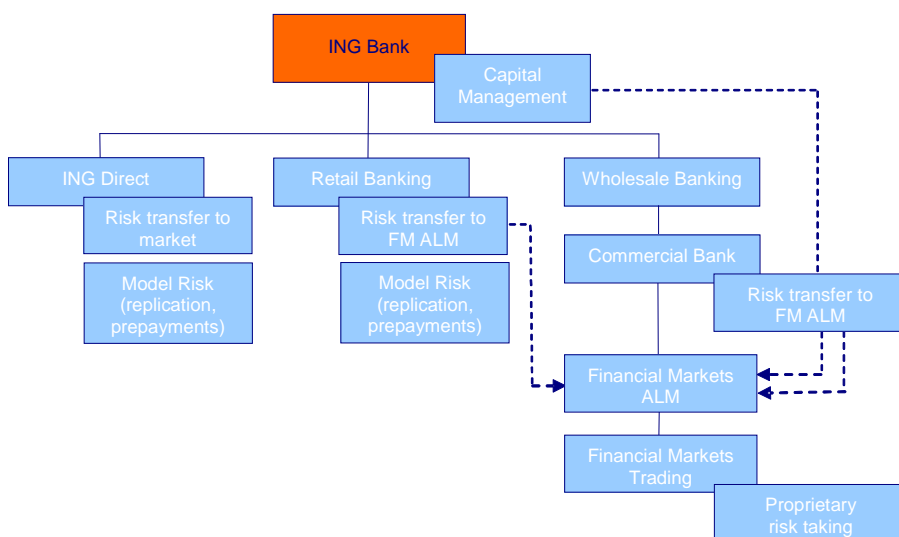 ING Bank
Capital
Management
ING Direct
Retail Banking
Wholesale Banking
Risk transfer to
market
Risk transfer to
FM ALM
Commercial Bank
Model Risk
(replication,
prepayments)
Model Risk
(replication,
prepayments)
Risk transfer to
FM ALM
Financial Markets
ALM
Financial Markets
Trading
Proprietary
risk taking